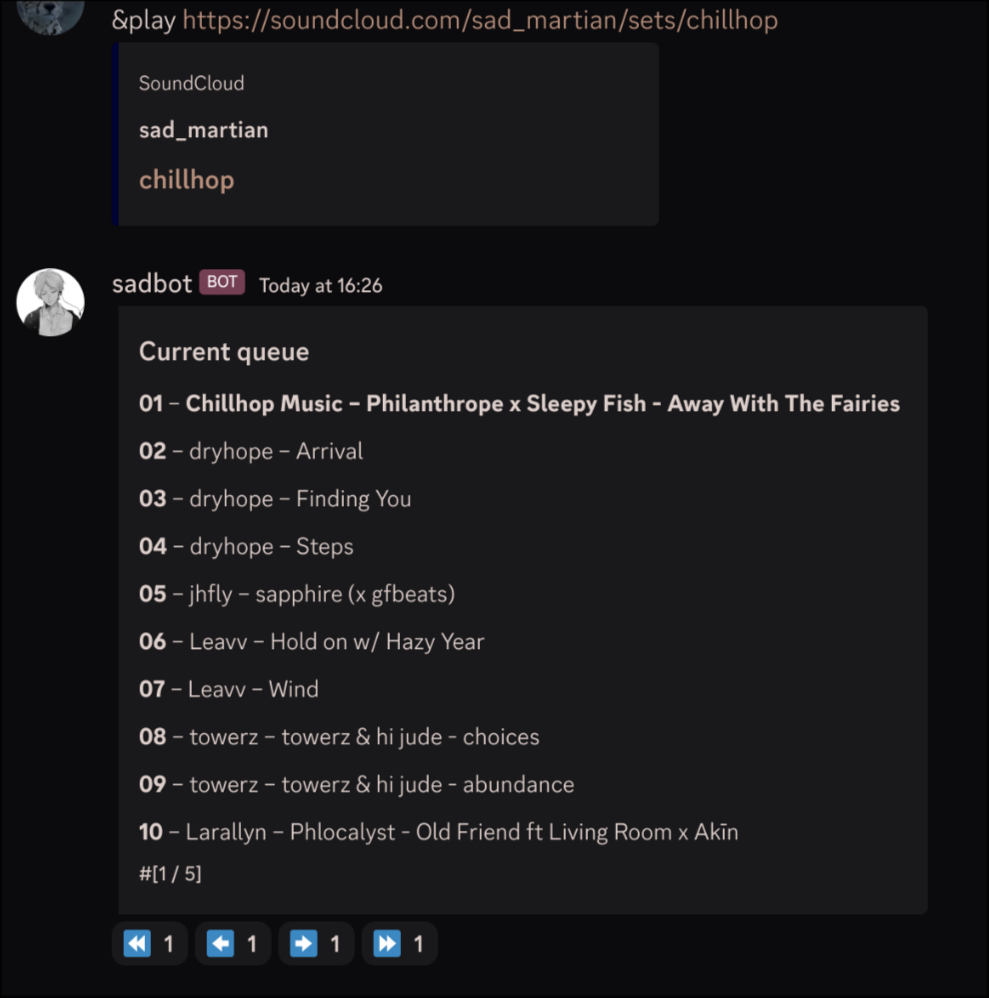 &play https://soundcloud.com/sad_martian/sets/chillhop
SoundCloud
sad_martian
chillhop
sadbot BOT Today at 16:26
Current queue
01 – Chillhop Music – Philanthrope x Sleepy Fish - Away With The Fairies
02 – dryhope – Arrival
03 – dryhope – Finding You
04 – dryhope – Steps
05 – jhfly – sapphire (x gfbeats)
06 – Leavv – Hold on w/ Hazy Year
07 – Leavv – Wind
08 – towerz – towerz & hi jude - choices
09 – towerz – towerz & hi jude - abundance
10 – Larallyn – Phlocalyst - Old Friend ft Living Room x Akīn
#[1 / 5]
1 1 1 1